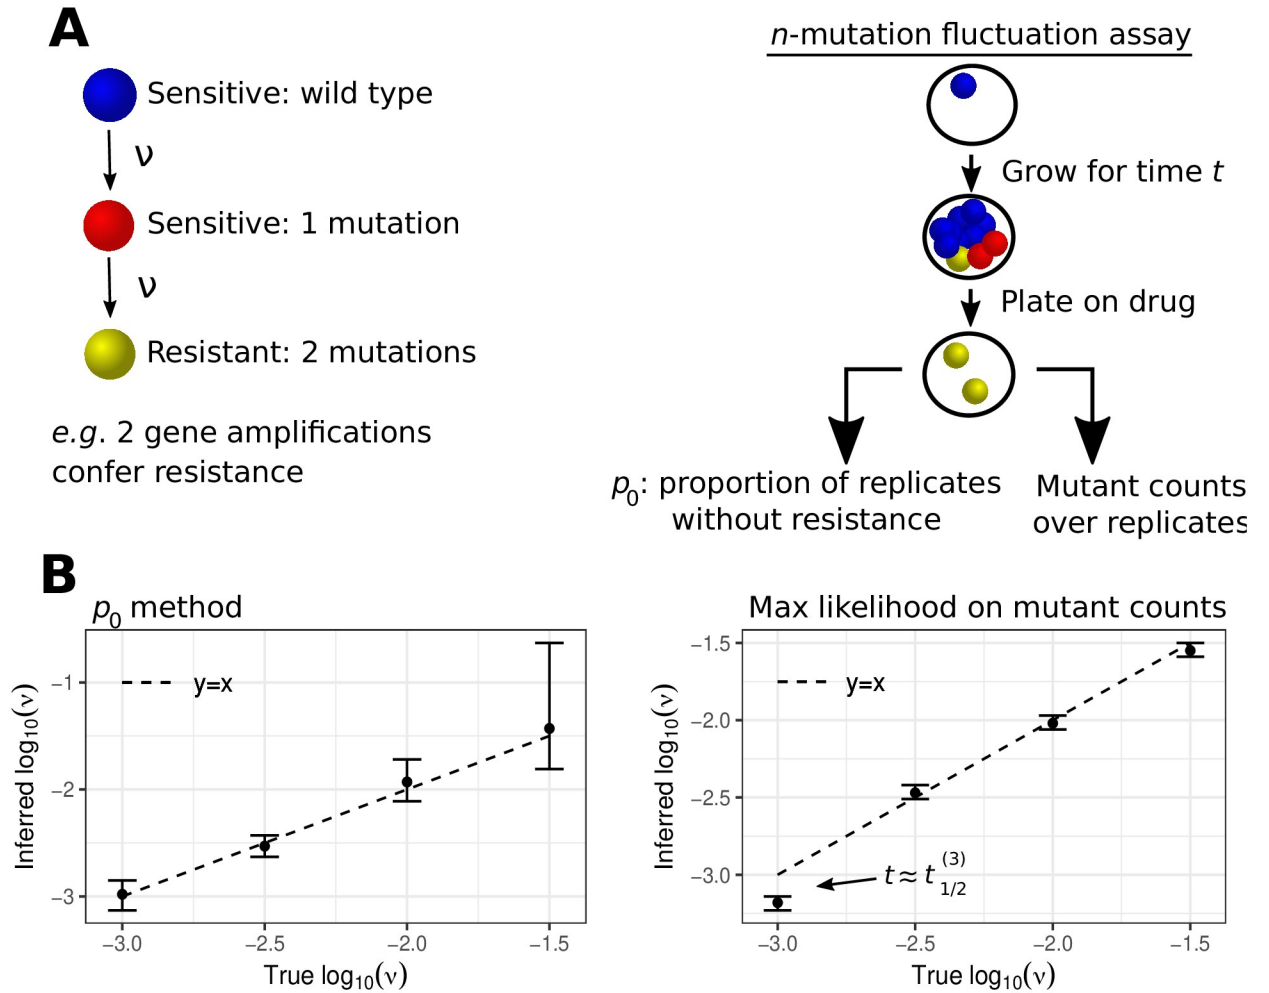 A
Sensitive: wild type
ν
Sensitive: 1 mutation
ν
Resistant: 2 mutations
e.g. 2 gene amplifications
confer resistance
n-mutation fluctuation assay
Grow for time t
Plate on drug
p0: proportion of replicates
without resistance
Mutant counts
over replicates
B
p0 method
y=x
−1
−2
−3
Inferred log10(ν)
−3.0 −2.5 −2.0 −1.5
True log10(ν)
Max likelihood on mutant counts
y=x
−1.5
−2.0
−2.5
−3.0
Inferred log10(ν)
t ≈ t1/2(3)
−3.0 −2.5 −2.0 −1.5
True log10(ν)